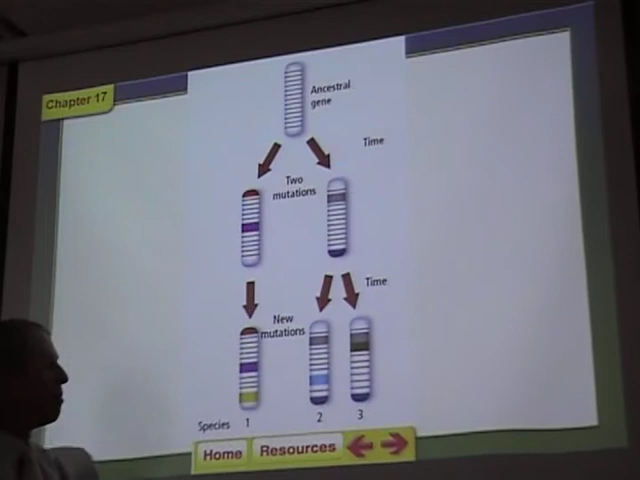 Chapter 17
Ancestral
gene
Time
Two
mutations
Time
New
mutations
Species 1 2 3
Home Resources